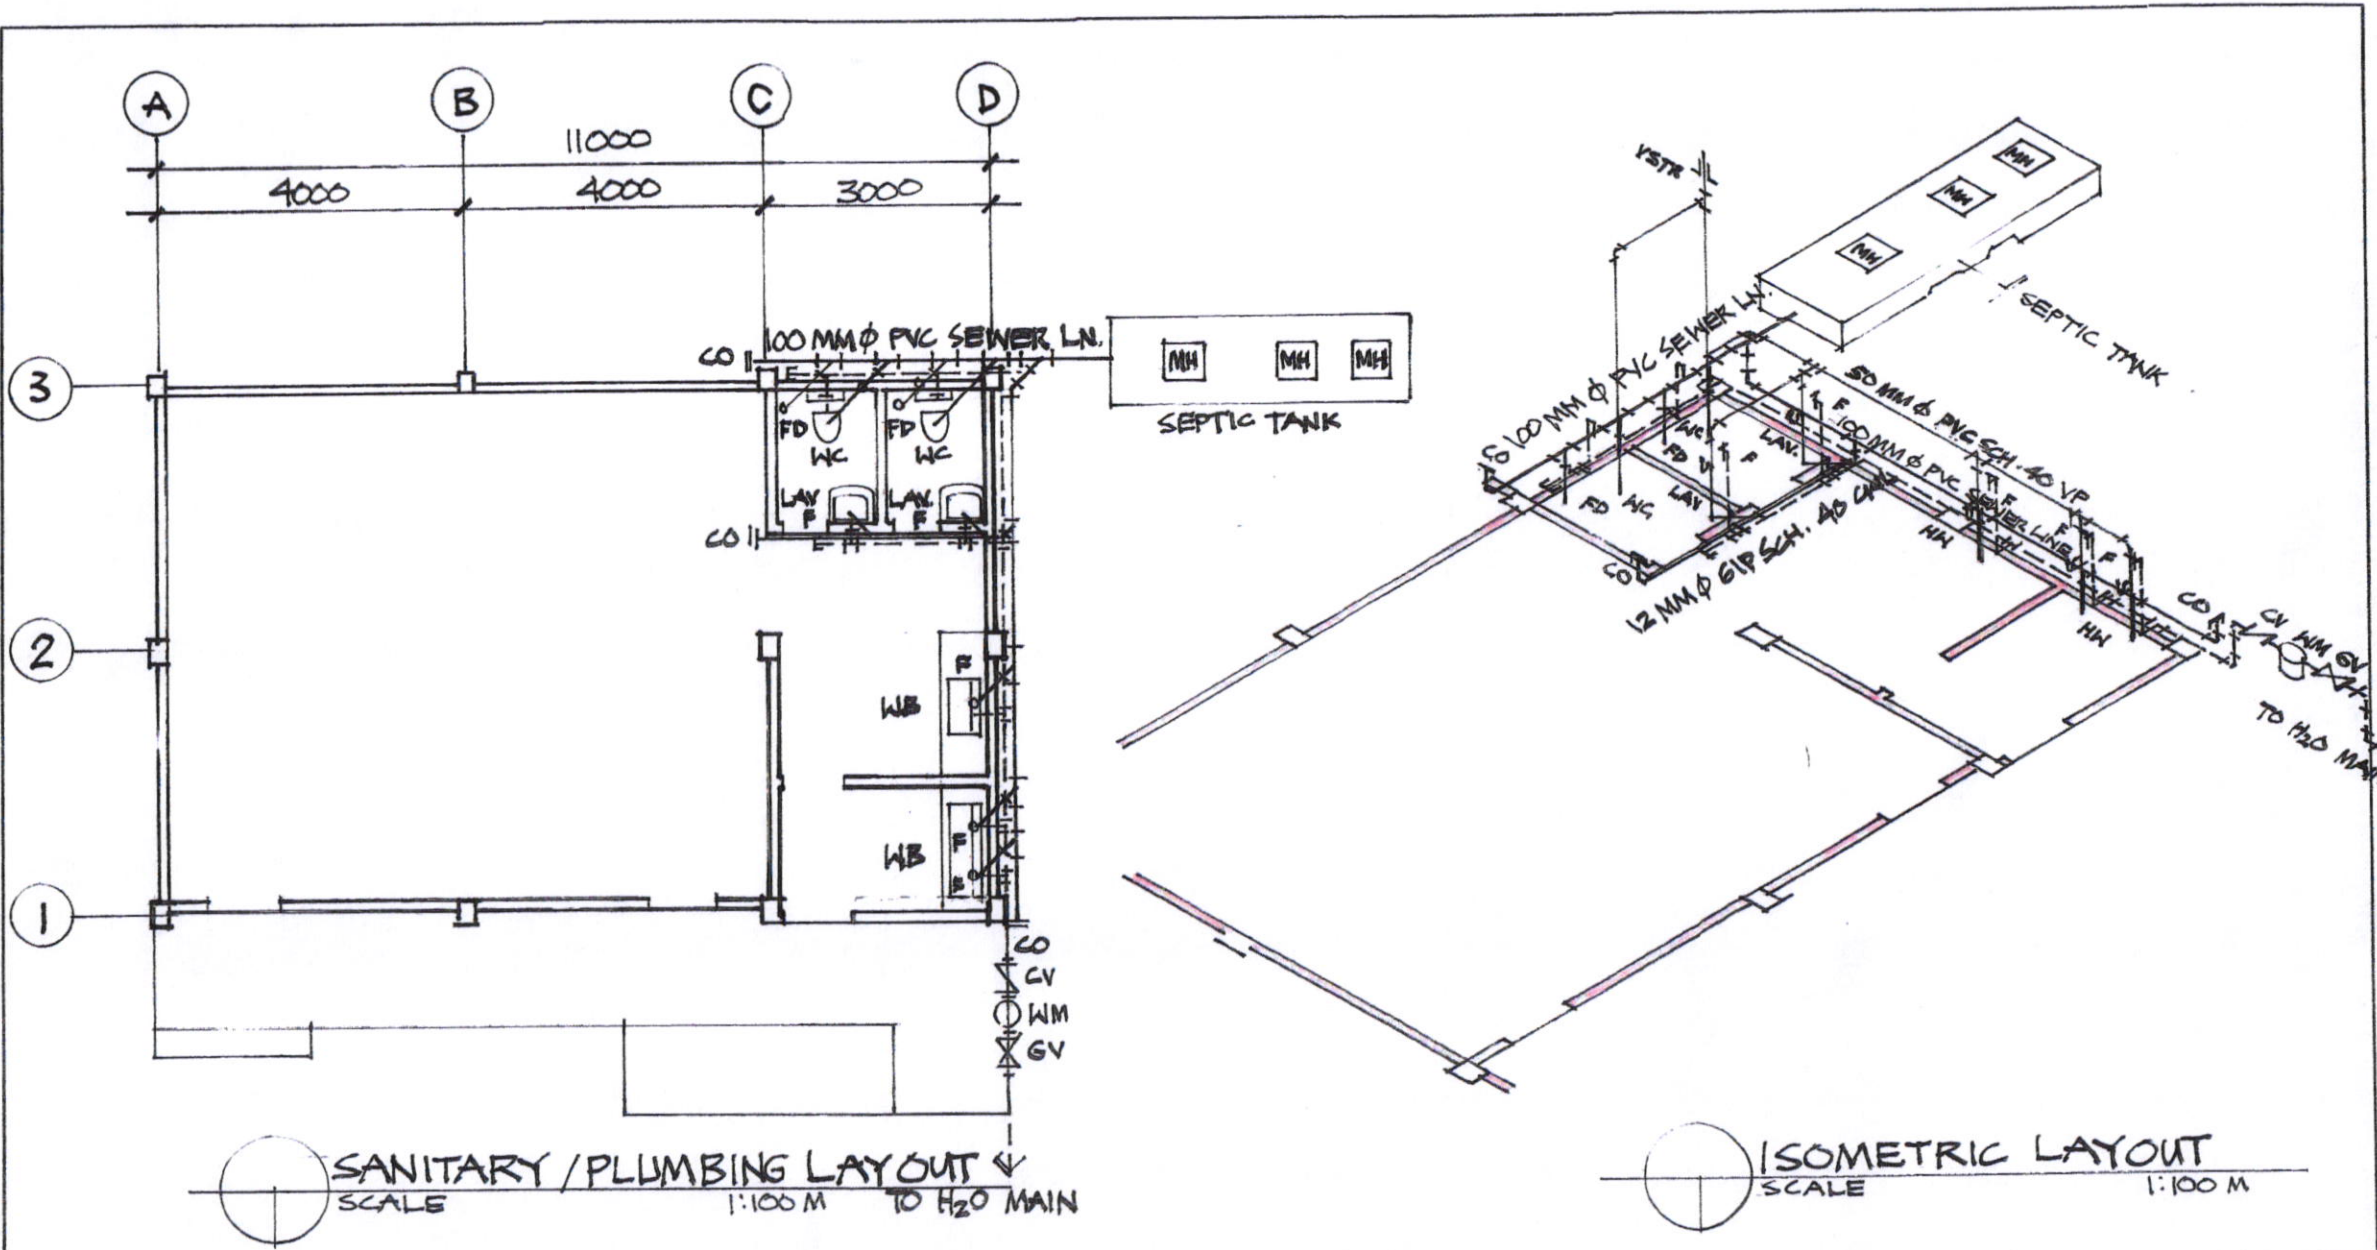 A B C D
11000
4000 4000 3000
3
2
1
CO
100 MM Ø PVC SEWER LN.
MH MH MH
SEPTIC TANK
FD FD
WC WC
LAV LAV.
F F
CO
F
WB
F
WB
F
CO
CV
WM
GV
SANITARY / PLUMBING LAYOUT
SCALE 1:100 M TO H2O MAIN
VSTR
MH
MH
MH
SEPTIC TANK
CO 100 MM Ø PVC SEWER LN.
50 MM Ø PVC SCH. 40 VP
100 MM Ø PVC SEWER LINE
WC
FD
LAV.
F
F
FD
WC
LAV
CO
12 MM Ø GIP SCH. 40
HW
F
F
F
HW
CO
CV WM GV
TO H2O
ISOMETRIC LAYOUT
SCALE 1:100 M